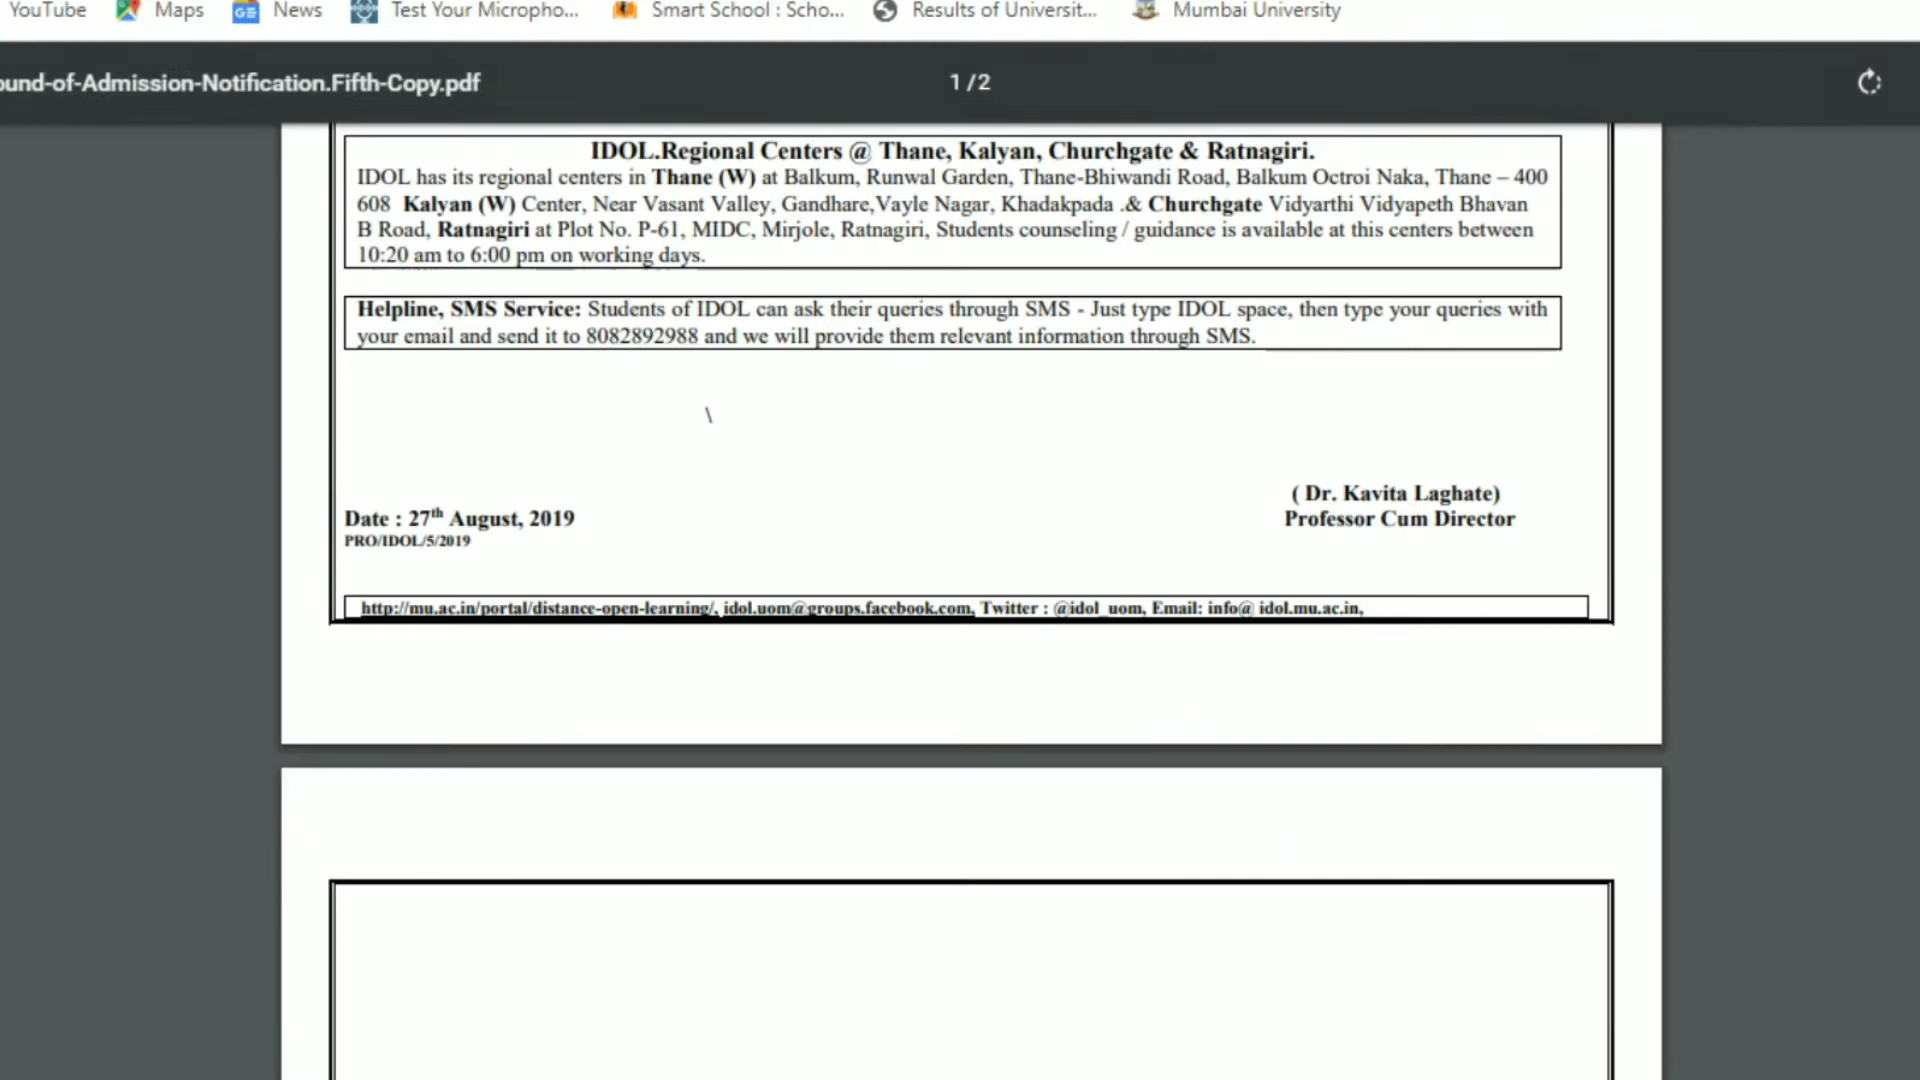 YouTube Maps News Test Your Micropho... Smart School : Scho... Results of Universit... Mumbai University
ound-of-Admission-Notification.Fifth-Copy.pdf 1 / 2
IDOL.Regional Centers @ Thane, Kalyan, Churchgate & Ratnagiri.
IDOL has its regional centers in Thane (W) at Balkum, Runwal Garden, Thane-Bhiwandi Road, Balkum Octroi Naka, Thane – 400
608 Kalyan (W) Center, Near Vasant Valley, Gandhare,Vayle Nagar, Khadakpada .& Churchgate Vidyarthi Vidyapeth Bhavan
B Road, Ratnagiri at Plot No. P-61, MIDC, Mirjole, Ratnagiri, Students counseling / guidance is available at this centers between
10:20 am to 6:00 pm on working days.
Helpline, SMS Service: Students of IDOL can ask their queries through SMS - Just type IDOL space, then type your queries with
your email and send it to 8082892988 and we will provide them relevant information through SMS.
\
( Dr. Kavita Laghate)
Date : 27th August, 2019 Professor Cum Director
PRO/IDOL/5/2019
http://mu.ac.in/portal/distance-open-learning/, idol.uom@groups.facebook.com, Twitter : @idol_uom, Email: info@ idol.mu.ac.in,